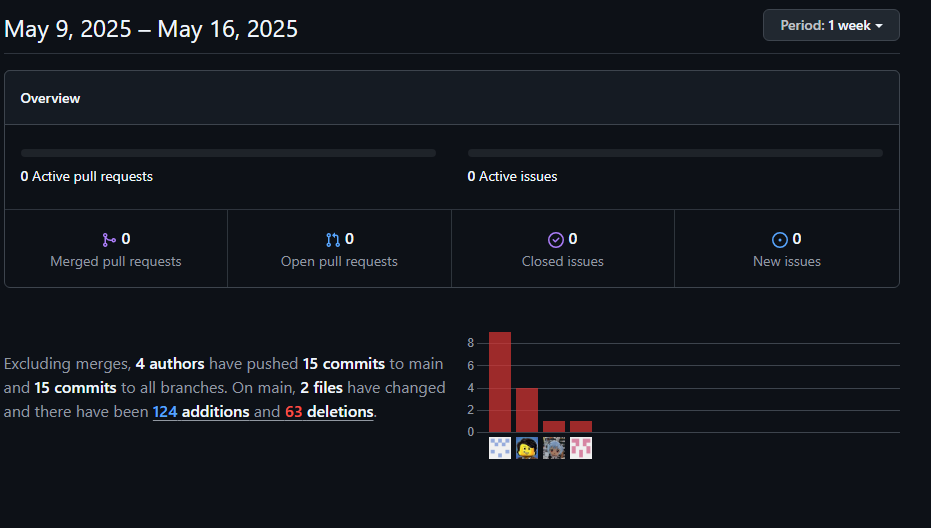 May 9, 2025 – May 16, 2025
Period: 1 week
Overview
0 Active pull requests
0 Active issues
0
Merged pull requests
0
Open pull requests
0
Closed issues
0
New issues
Excluding merges, 4 authors have pushed 15 commits to main
and 15 commits to all branches. On main, 2 files have changed
and there have been 124 additions and 63 deletions.
8
6
4
2
0